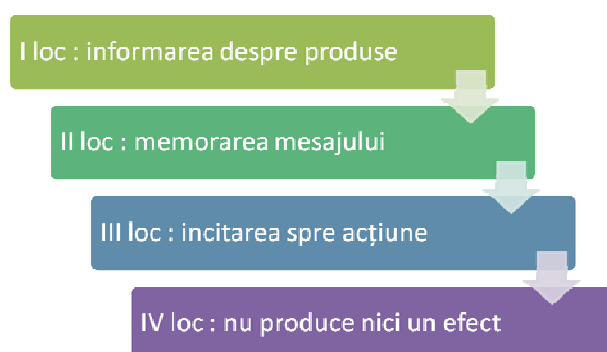 I loc : informarea despre produse
II loc : memorarea mesajului
III loc : incitarea spre acțiune
IV loc : nu produce nici un efect